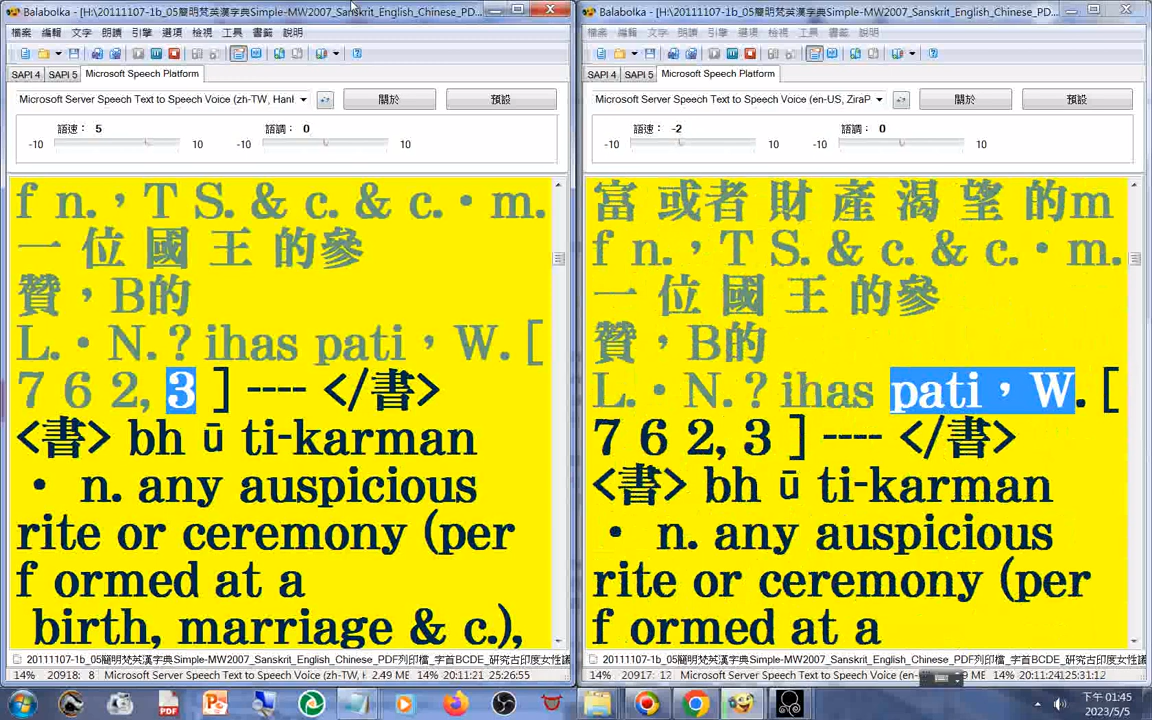 Balabolka - [H:\20111107-1b_05簡明梵英漢字典Simple-MW2007_Sanskrit_English_Chinese_PD...
檔案 編輯 文字 朗讀 引擎 選項 檢視 工具 書籤 說明
SAPI 4 SAPI 5 Microsoft Speech Platform
Microsoft Server Speech Text to Speech Voice (zh-TW, Hanl 關於 預設
語速: 5 語調: 0
-10 10 -10 10
f n.，T S. & c. & c.•m.
一 位 國 王 的參
贊，B的
L.•N.? ihas pati，W. [
7 6 2, 3 ] ---- </書>
<書> bh ū ti-karman
• n. any auspicious
rite or ceremony (per
f ormed at a
birth, marriage & c.),
20111107-1b_05簡明梵英漢字典Simple-MW2007_Sanskrit_English_Chinese_PDF列印檔_字首BCDE_研究古印度女性議
14% 20918: 8 Microsoft Server Speech Text to Speech Voice (zh-TW, H 2.49 MB 14% 20:11:21 25:26:55
Balabolka - [H:\20111107-1b_05簡明梵英漢字典Simple-MW2007_Sanskrit_English_Chinese_PD...
檔案 編輯 文字 朗讀 引擎 選項 檢視 工具 書籤 說明
SAPI 4 SAPI 5 Microsoft Speech Platform
Microsoft Server Speech Text to Speech Voice (en-US, ZiraP 關於 預設
語速: -2 語調: 0
-10 10 -10 10
富 或者 財 產 渴 望 的m
f n.，T S. & c. & c.•m.
一 位 國 王 的參
贊，B的
L.•N.? ihas pati，W. [
7 6 2, 3 ] ---- </書>
<書> bh ū ti-karman
• n. any auspicious
rite or ceremony (per
f ormed at a
20111107-1b_05簡明梵英漢字典Simple-MW2007_Sanskrit_English_Chinese_PDF列印檔_字首BCDE_研究古印度女性議
14% 20917: 12 Microsoft Server Speech Text to Speech Voice (en-US, 14% 20:11:24 25:31:12
PDF
下午 01:45
2023/5/5